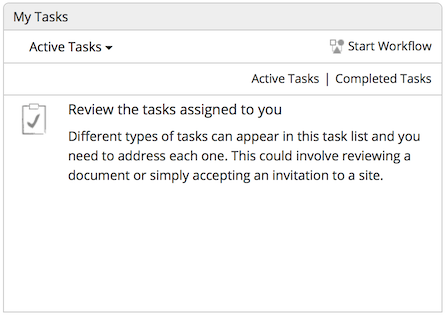 My Tasks
Active Tasks Start Workflow
Active Tasks | Completed Tasks
Review the tasks assigned to you
Different types of tasks can appear in this task list and you
need to address each one. This could involve reviewing a
document or simply accepting an invitation to a site.